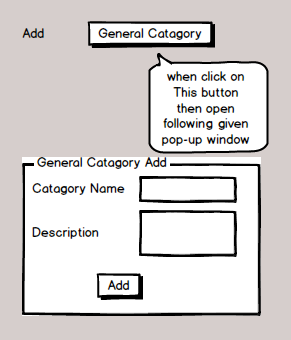 Add General Catagory
when click on
This button
then open
following given
pop-up window
General Catagory Add
Catagory Name
Description
Add